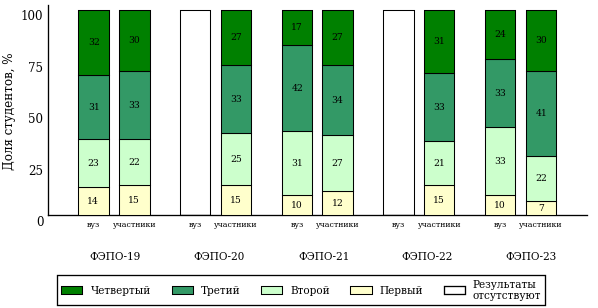 Доля студентов, %
100
75
50
25
0
32 30 27 17 27 31 24 30
31 33 33 42 34 33 33 41
23 22 25 31 27 21 33 22
14 15 15 10 12 15 10 7
вуз участники вуз участники вуз участники вуз участники вуз участники
ФЭПО-19 ФЭПО-20 ФЭПО-21 ФЭПО-22 ФЭПО-23
Четвертый Третий Второй Первый Результаты
отсутствуют